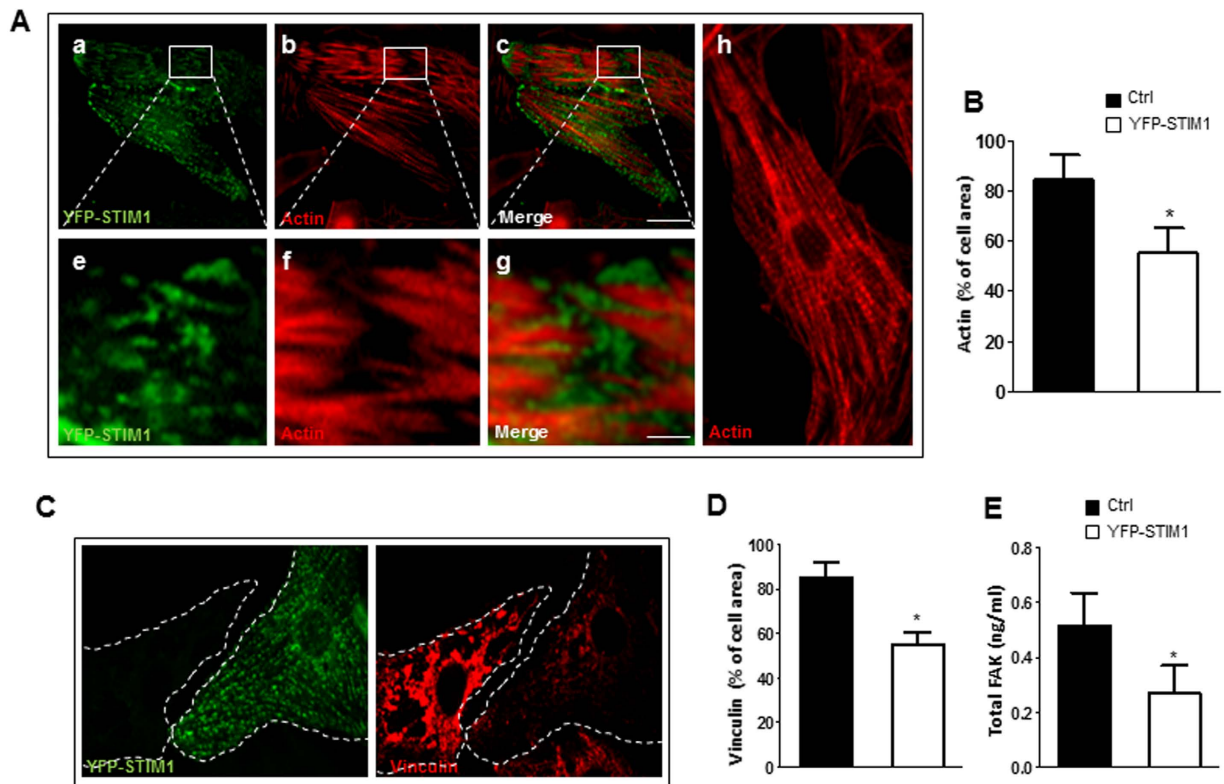 A
a
b
c
h
YFP-STIM1
Actin
Merge
e
f
g
YFP-STIM1
Actin
Merge
Actin
B
Ctrl
YFP-STIM1
Actin (% of cell area)
100
80
60
40
20
0
*
C
YFP-STIM1
Vinculin
D
Vinculin (% of cell area)
100
80
60
40
20
0
*
E
Ctrl
YFP-STIM1
Total FAK (ng/ml)
0.8
0.6
0.4
0.2
0.0
*